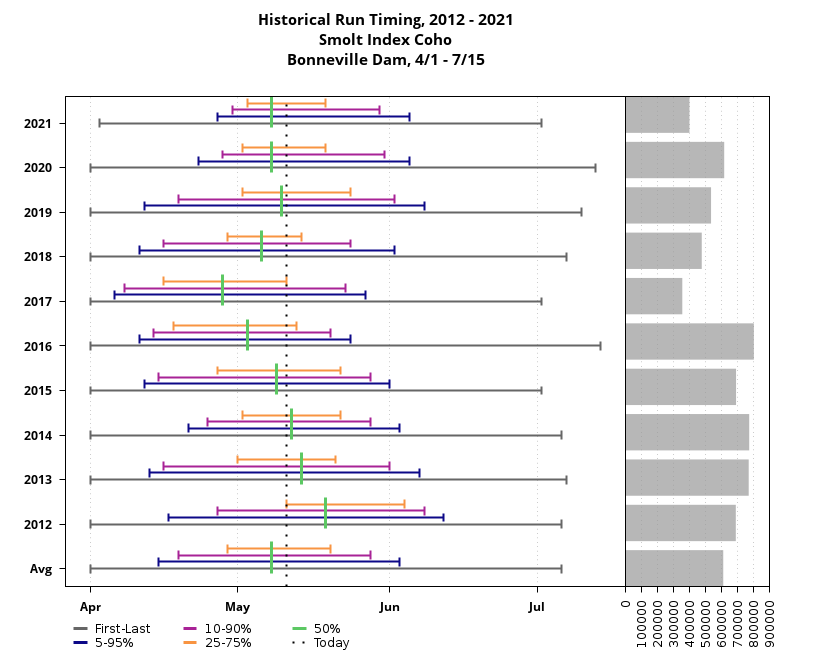 Historical Run Timing, 2012 - 2021
Smolt Index Coho
Bonneville Dam, 4/1 - 7/15
2021
2020
2019
2018
2017
2016
2015
2014
2013
2012
Avg
Apr May Jun Jul
0 100000 200000 300000 400000 500000 600000 700000 800000 900000
First-Last 10-90% 50%
5-95% 25-75% Today